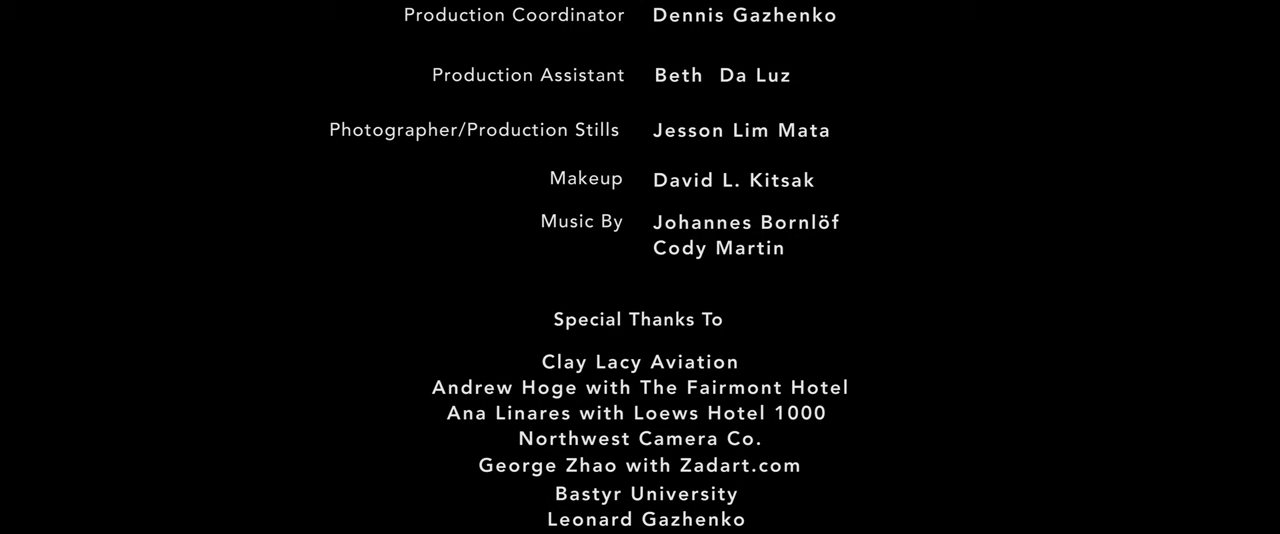 Production Coordinator Dennis Gazhenko
Production Assistant Beth Da Luz
Photographer/Production Stills Jesson Lim Mata
Makeup David L. Kitsak
Music By Johannes Bornlöf
Cody Martin
Special Thanks To
Clay Lacy Aviation
Andrew Hoge with The Fairmont Hotel
Ana Linares with Loews Hotel 1000
Northwest Camera Co.
George Zhao with Zadart.com
Bastyr University
Leonard Gazhenko